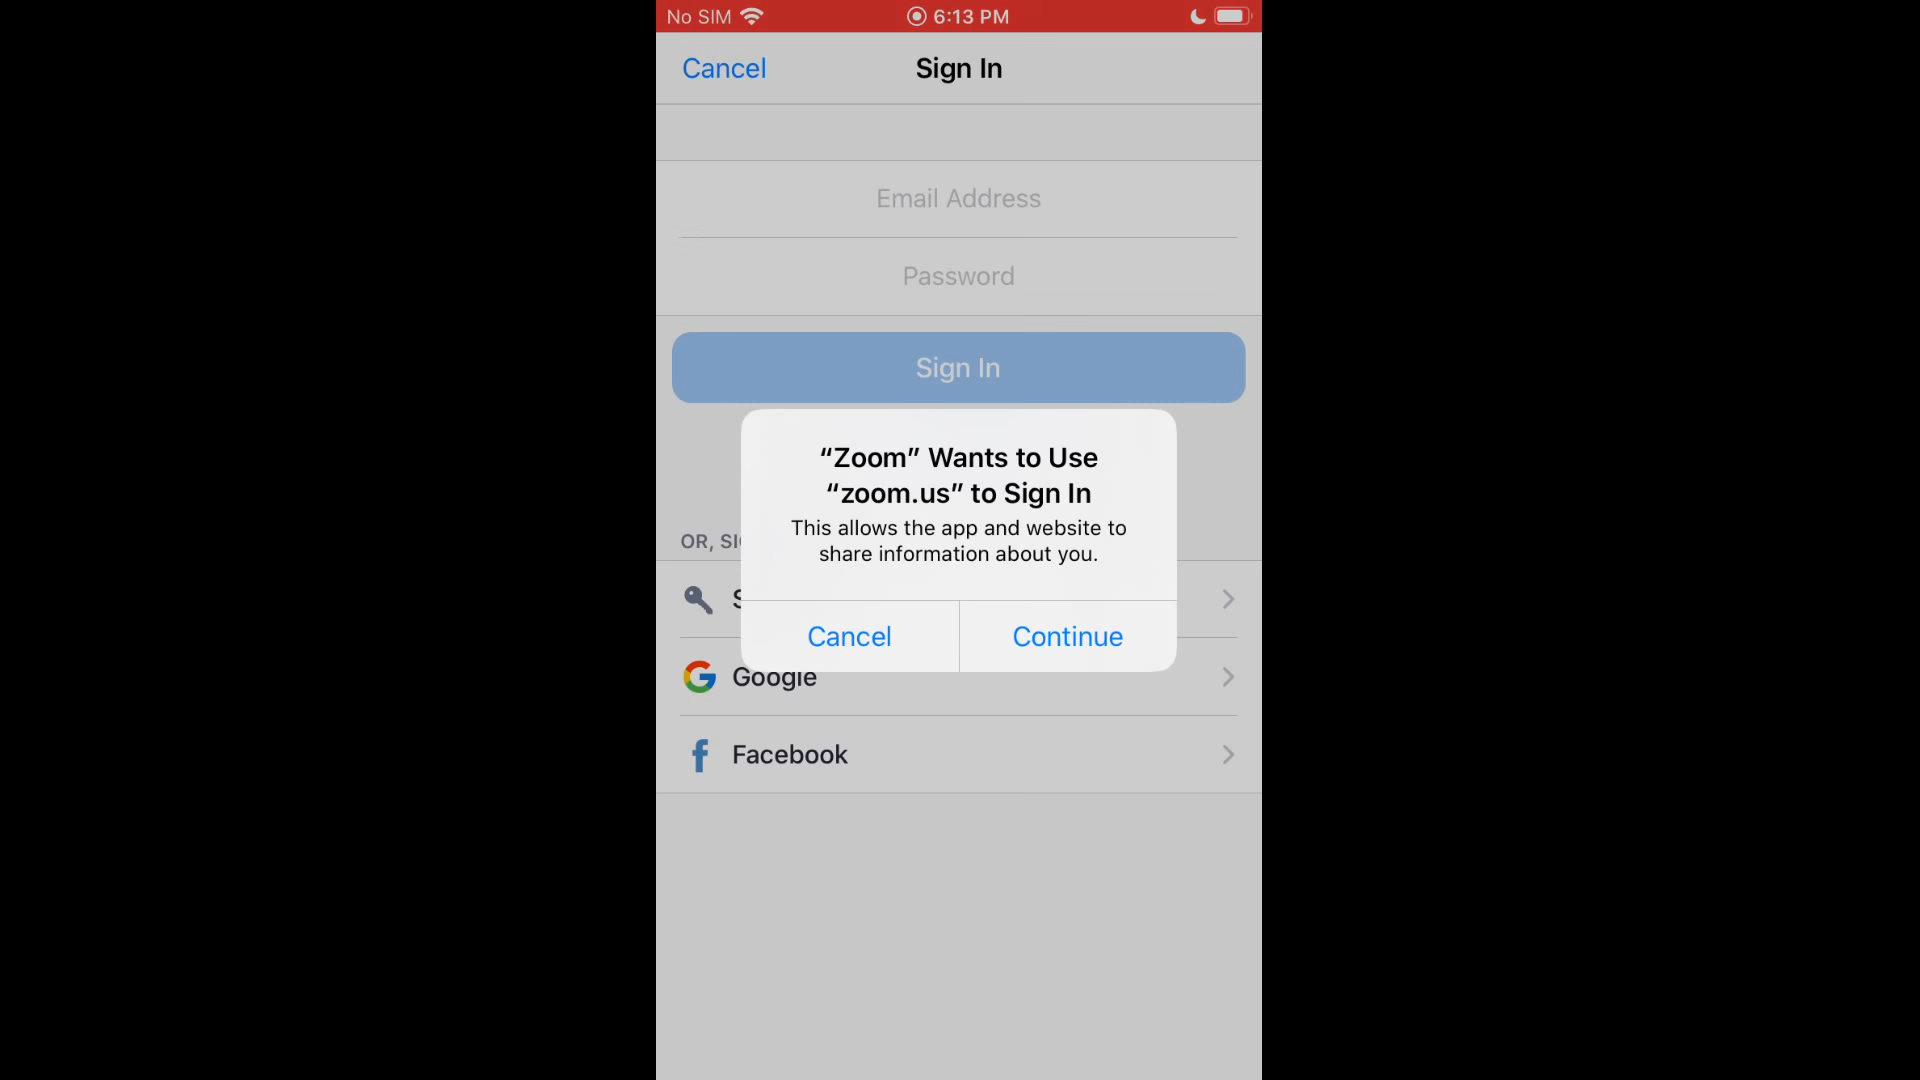 No SIM 6:13 PM
Cancel Sign In
Email Address
Password
Sign In
“Zoom” Wants to Use
“zoom.us” to Sign In
This allows the app and website to
share information about you.
OR,
Cancel Continue
Google
Facebook